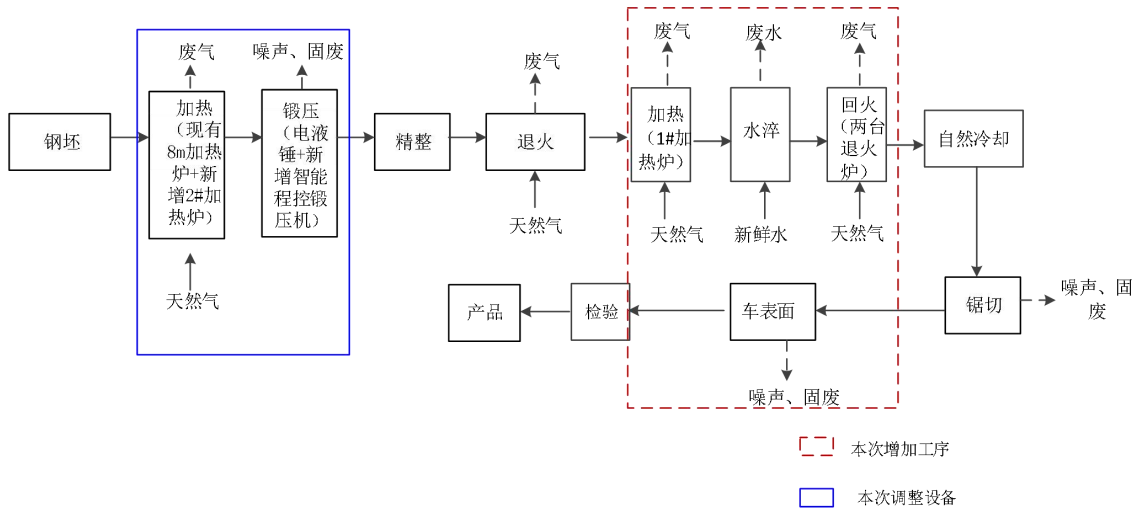 废气
噪声、固废
钢坯
加热
（现有
8m加热
炉+新
增2#加
热炉）
天然气
锻压
（电液
锤+新
增智能
程控锻
压机）
精整
废气
退火
天然气
废气
加热
（1#加
热炉）
天然气
废水
水淬
新鲜水
废气
回火
（两台
退火
炉）
天然气
自然冷却
锯切
噪声、固
废
车表面
噪声、固废
检验
产品
本次增加工序
本次调整设备